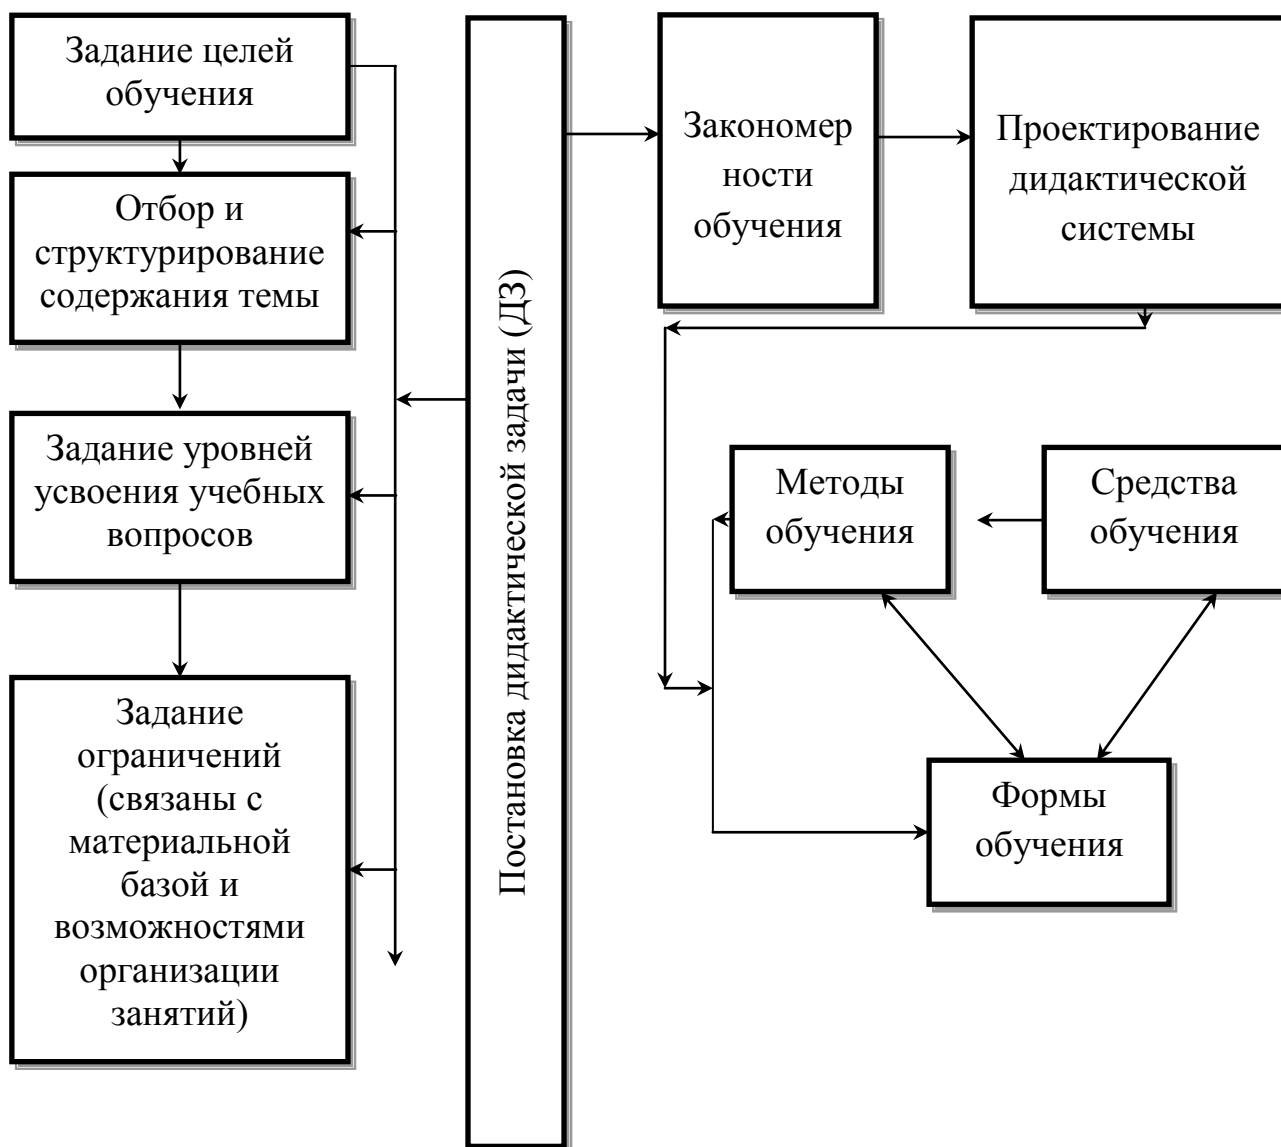 Задание целей
обучения
Отбор и
структурирование
содержания темы
Задание уровней
усвоения учебных
вопросов
Задание
ограничений
(связаны с
материальной
базой и
возможностями
организации
занятий)
Постановка дидактической задачи (ДЗ)
Закономер
ности
обучения
Проектирование
дидактической
системы
Методы
обучения
Средства
обучения
Формы
обучения